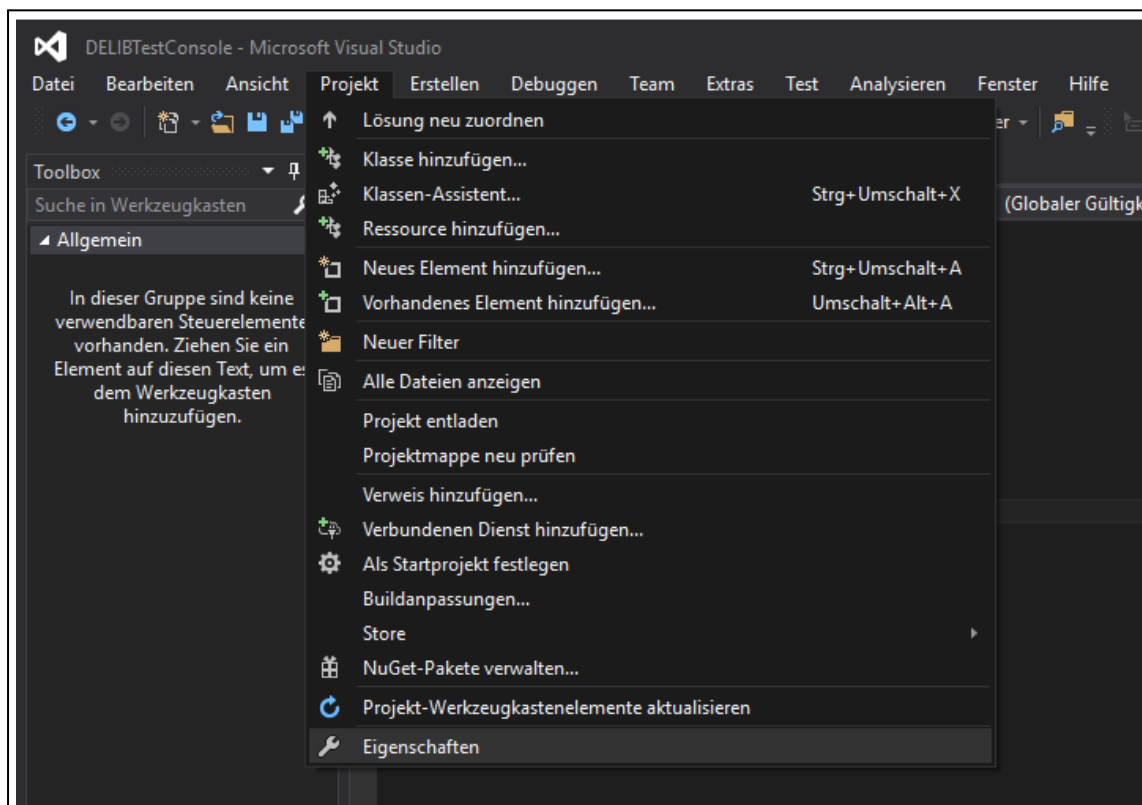 DELIBTestConsole - Microsoft Visual Studio
Datei Bearbeiten Ansicht Projekt Erstellen Debuggen Team Extras Test Analysieren Fenster Hilfe
Toolbox
Suche in Werkzeugkasten
Allgemein
In dieser Gruppe sind keine
verwendbaren Steuerelemente
vorhanden. Ziehen Sie ein
Element auf diesen Text, um es
dem Werkzeugkasten
hinzuzufügen.
Lösung neu zuordnen
Klasse hinzufügen...
Klassen-Assistent... Strg+Umschalt+X
Ressource hinzufügen...
Neues Element hinzufügen... Strg+Umschalt+A
Vorhandenes Element hinzufügen... Umschalt+Alt+A
Neuer Filter
Alle Dateien anzeigen
Projekt entladen
Projektmappe neu prüfen
Verweis hinzufügen...
Verbundenen Dienst hinzufügen...
Als Startprojekt festlegen
Buildanpassungen...
Store
NuGet-Pakete verwalten...
Projekt-Werkzeugkastenelemente aktualisieren
Eigenschaften
er
(Globaler Gültigk